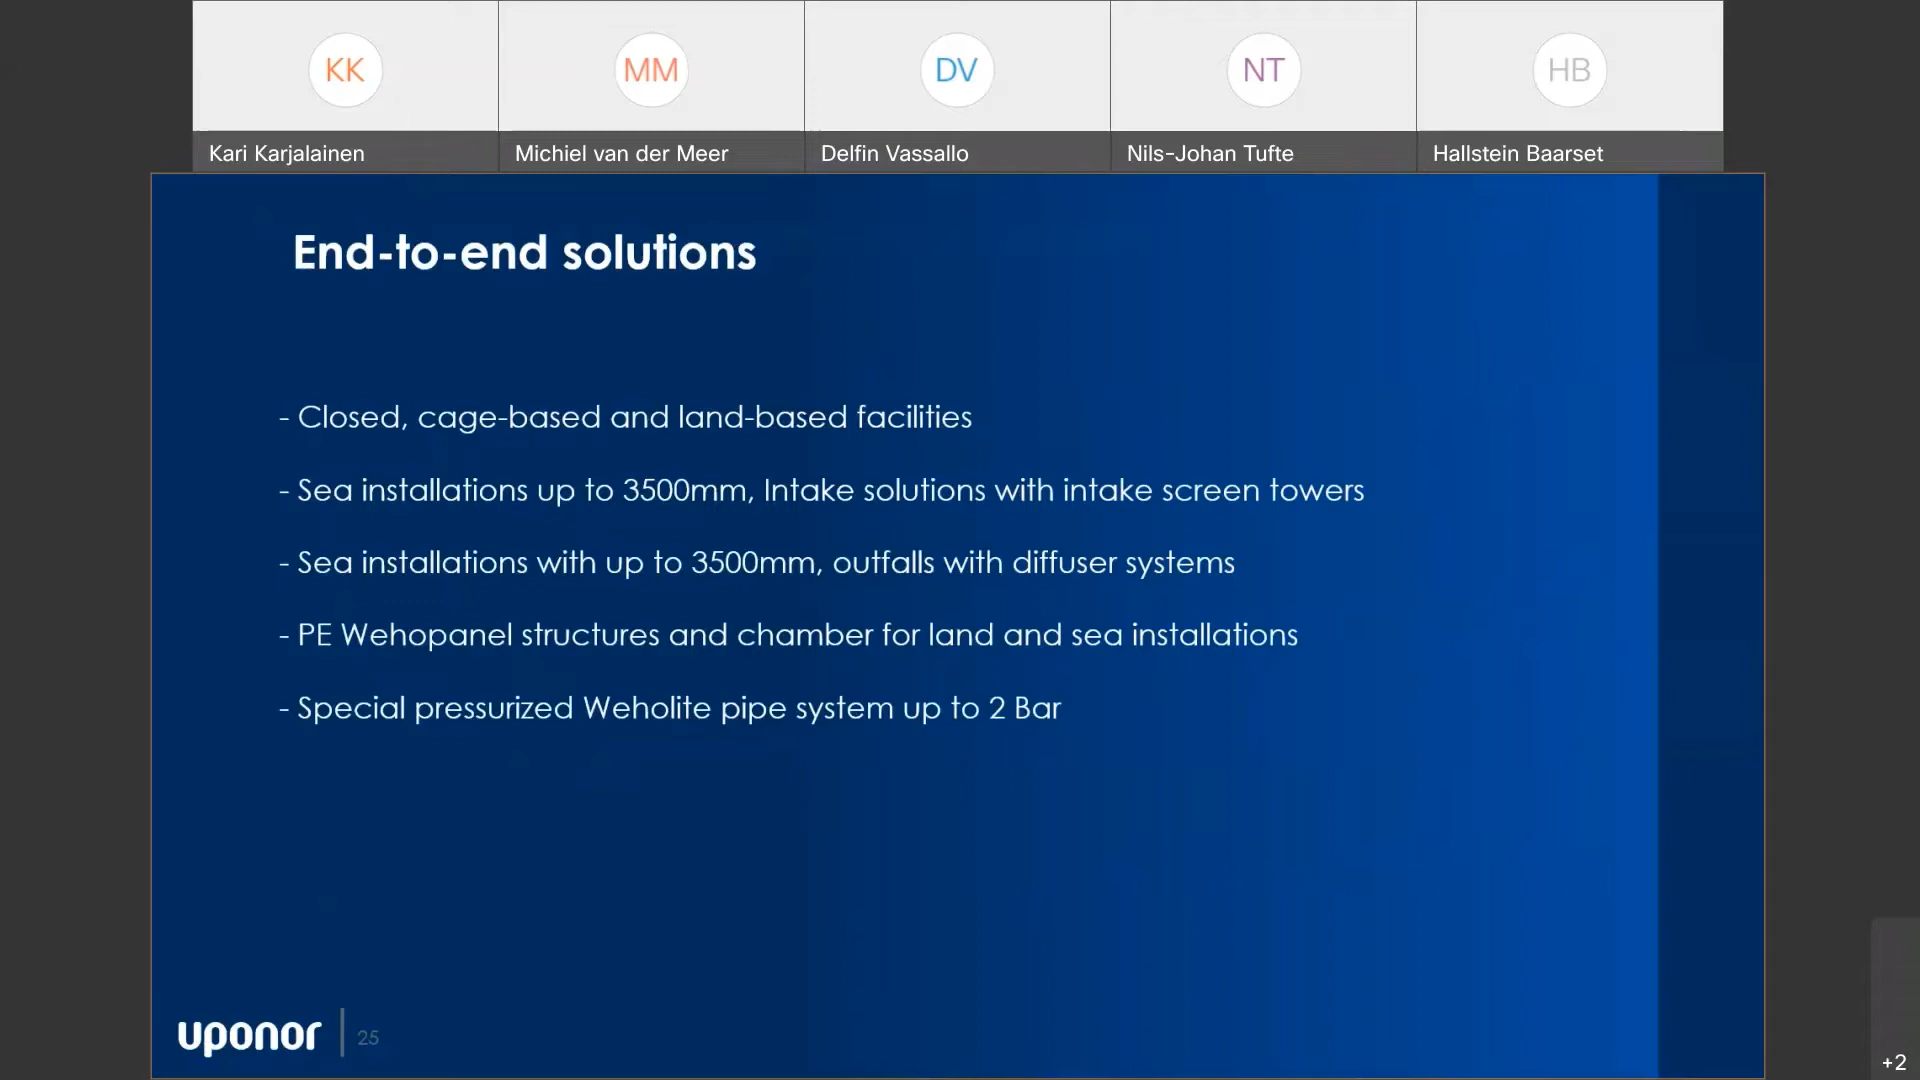 KK
MM
DV
NT
HB
Kari Karjalainen
Michiel van der Meer
Delfin Vassallo
Nils-Johan Tufte
Hallstein Baarset
End-to-end solutions
- Closed, cage-based and land-based facilities
- Sea installations up to 3500mm, Intake solutions with intake screen towers
- Sea installations with up to 3500mm, outfalls with diffuser systems
- PE Wehopanel structures and chamber for land and sea installations
- Special pressurized Weholite pipe system up to 2 Bar
uponor
25
+2